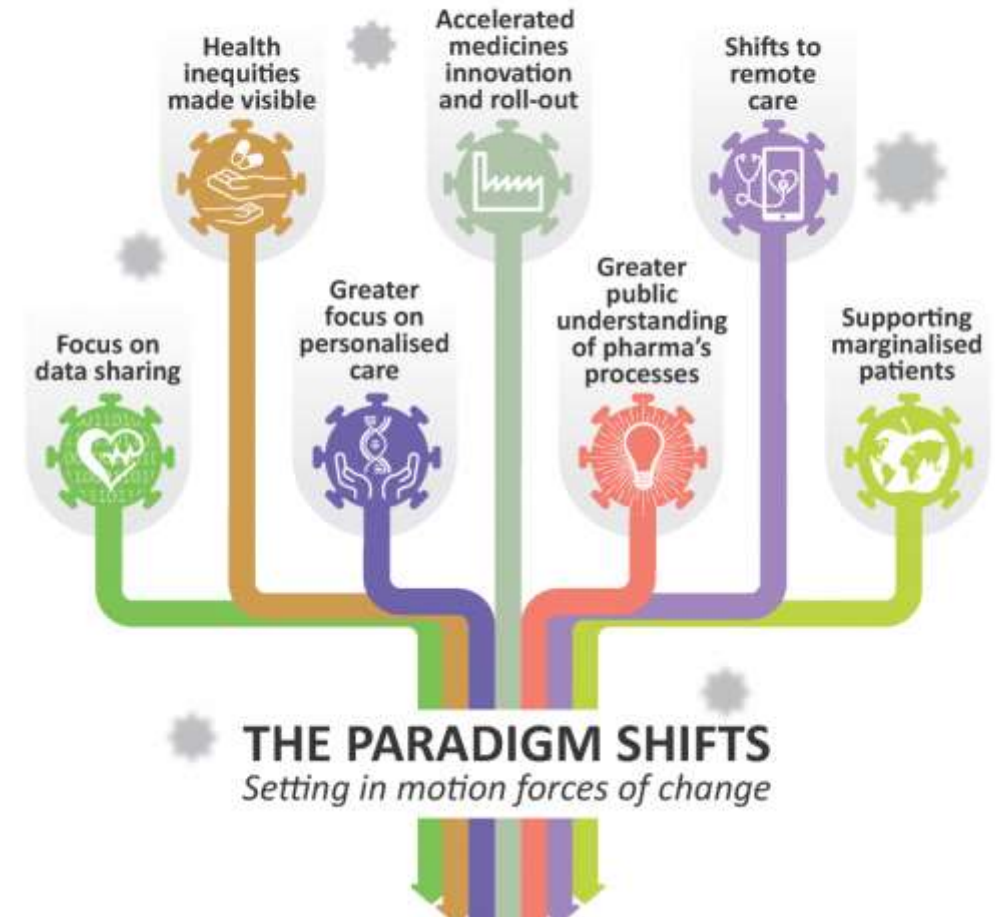 Health
inequities
made visible
Accelerated
medicines
innovation
and roll-out
Shifts to
remote
care
Focus on
data sharing
Greater
focus on
personalised
care
Greater
public
understanding
of pharma's
processes
Supporting
marginalised
patients
THE PARADIGM SHIFTS
Setting in motion forces of change